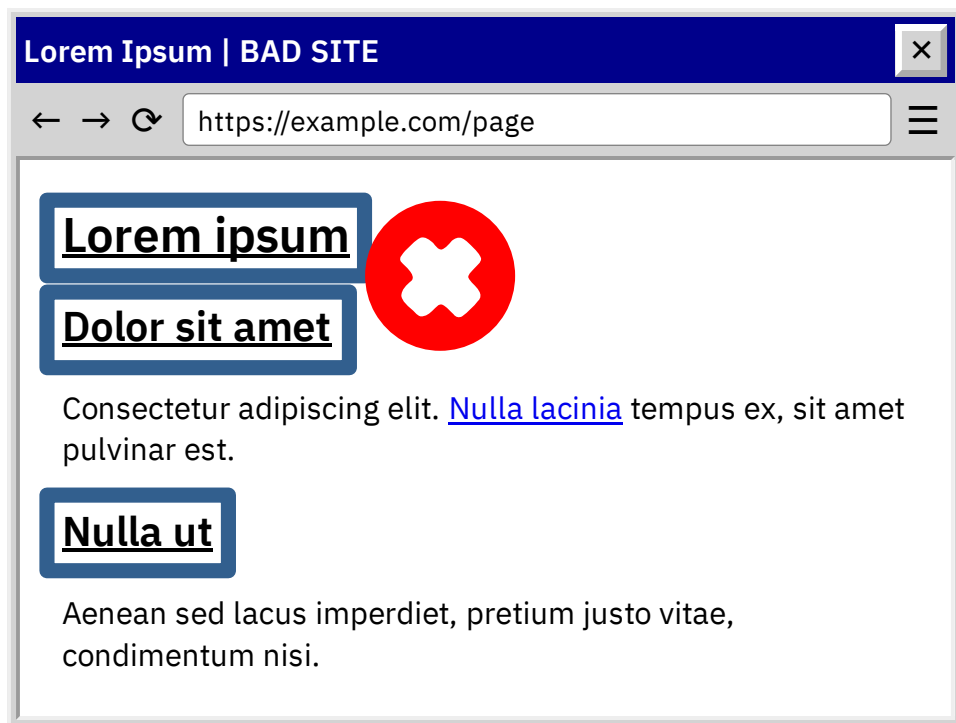 Lorem Ipsum | BAD SITE
https://example.com/page
Lorem ipsum
Dolor sit amet
Consectetur adipiscing elit. Nulla lacinia tempus ex, sit amet
pulvinar est.
Nulla ut
Aenean sed lacus imperdiet, pretium justo vitae,
condimentum nisi.